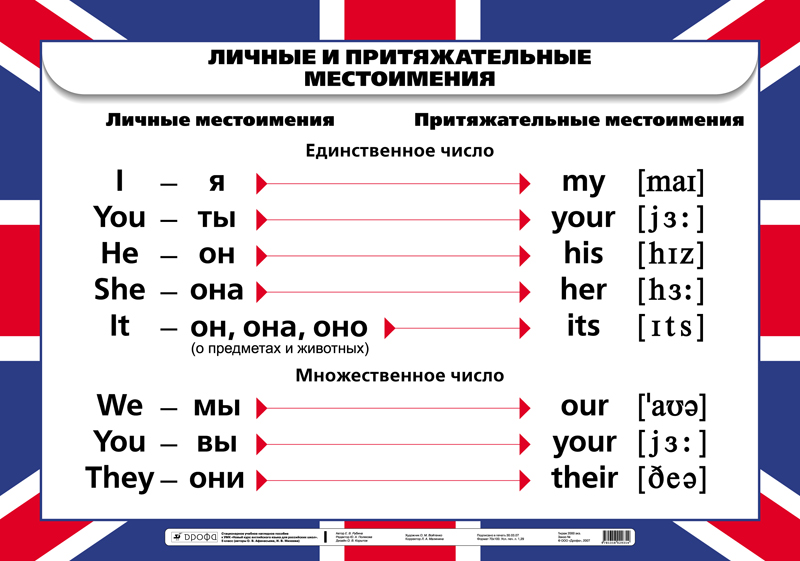 ЛИЧНЫЕ И ПРИТЯЖАТЕЛЬНЫЕ
МЕСТОИМЕНИЯ
Личные местоимения Притяжательные местоимения
Единственное число
I – я my [maɪ]
You – ты your [jɜ:]
He – он his [hɪz]
She – она her [hɜ:]
It – он, она, оно its [ɪts]
(о предметах и животных)
Множественное число
We – мы our ['aʊə]
You – вы your [jɜ:]
They – они their [ðeə]
дрофа